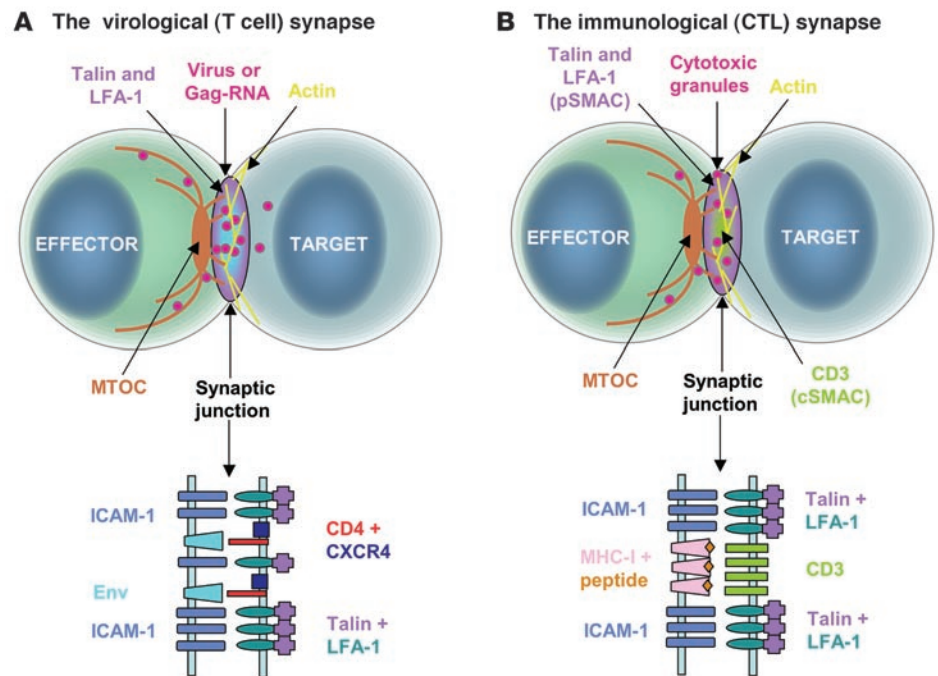 A The virological (T cell) synapse
Talin and
LFA-1
Virus or
Gag-RNA
Actin
EFFECTOR
TARGET
MTOC
Synaptic
junction
ICAM-1
CD4 +
CXCR4
Env
ICAM-1
Talin +
LFA-1
B The immunological (CTL) synapse
Talin and
LFA-1
(pSMAC)
Cytotoxic
granules
Actin
EFFECTOR
TARGET
MTOC
Synaptic
junction
CD3
(cSMAC)
ICAM-1
Talin +
LFA-1
MHC-I +
peptide
CD3
ICAM-1
Talin +
LFA-1